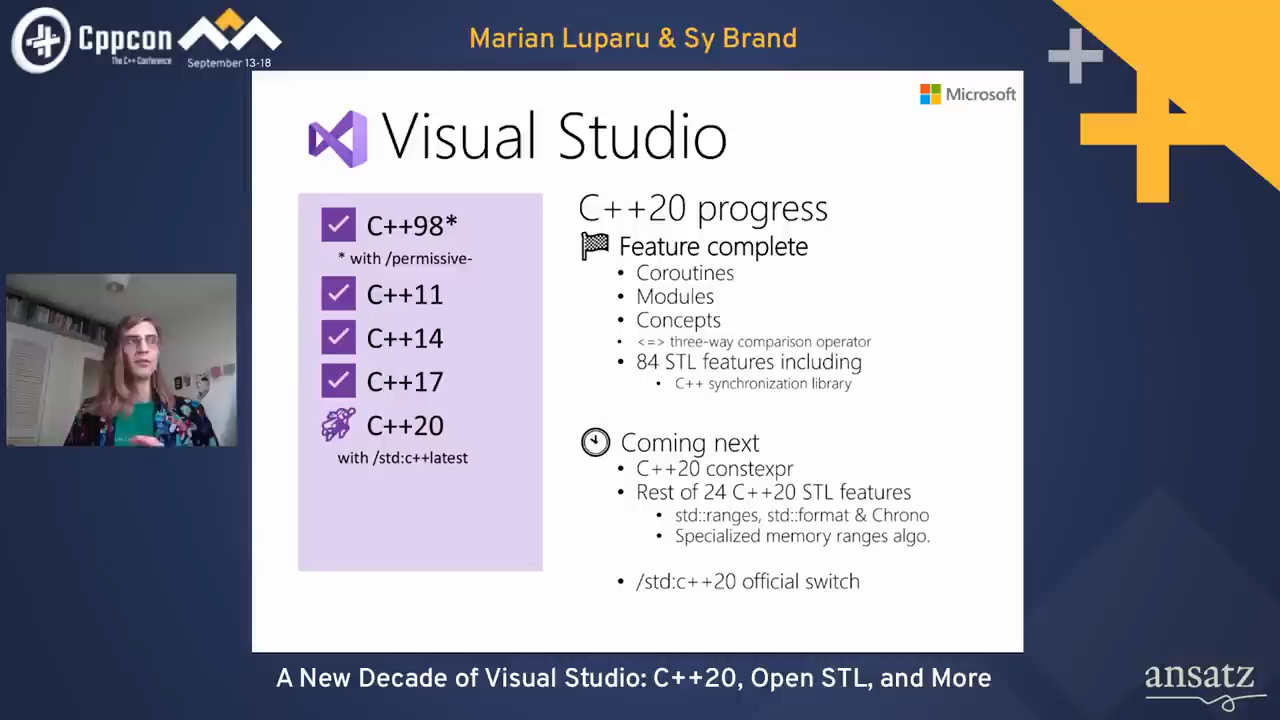 Cppcon
The C++ Conference
September 13-18
Marian Luparu & Sy Brand
Microsoft
Visual Studio
C++98*
* with /permissive-
C++11
C++14
C++17
C++20
with /std:c++latest
C++20 progress
Feature complete
• Coroutines
• Modules
• Concepts
• <=> three-way comparison operator
• 84 STL features including
• C++ synchronization library
Coming next
• C++20 constexpr
• Rest of 24 C++20 STL features
• std::ranges, std::format & Chrono
• Specialized memory ranges algo.
• /std:c++20 official switch
A New Decade of Visual Studio: C++20, Open STL, and More
ansatz